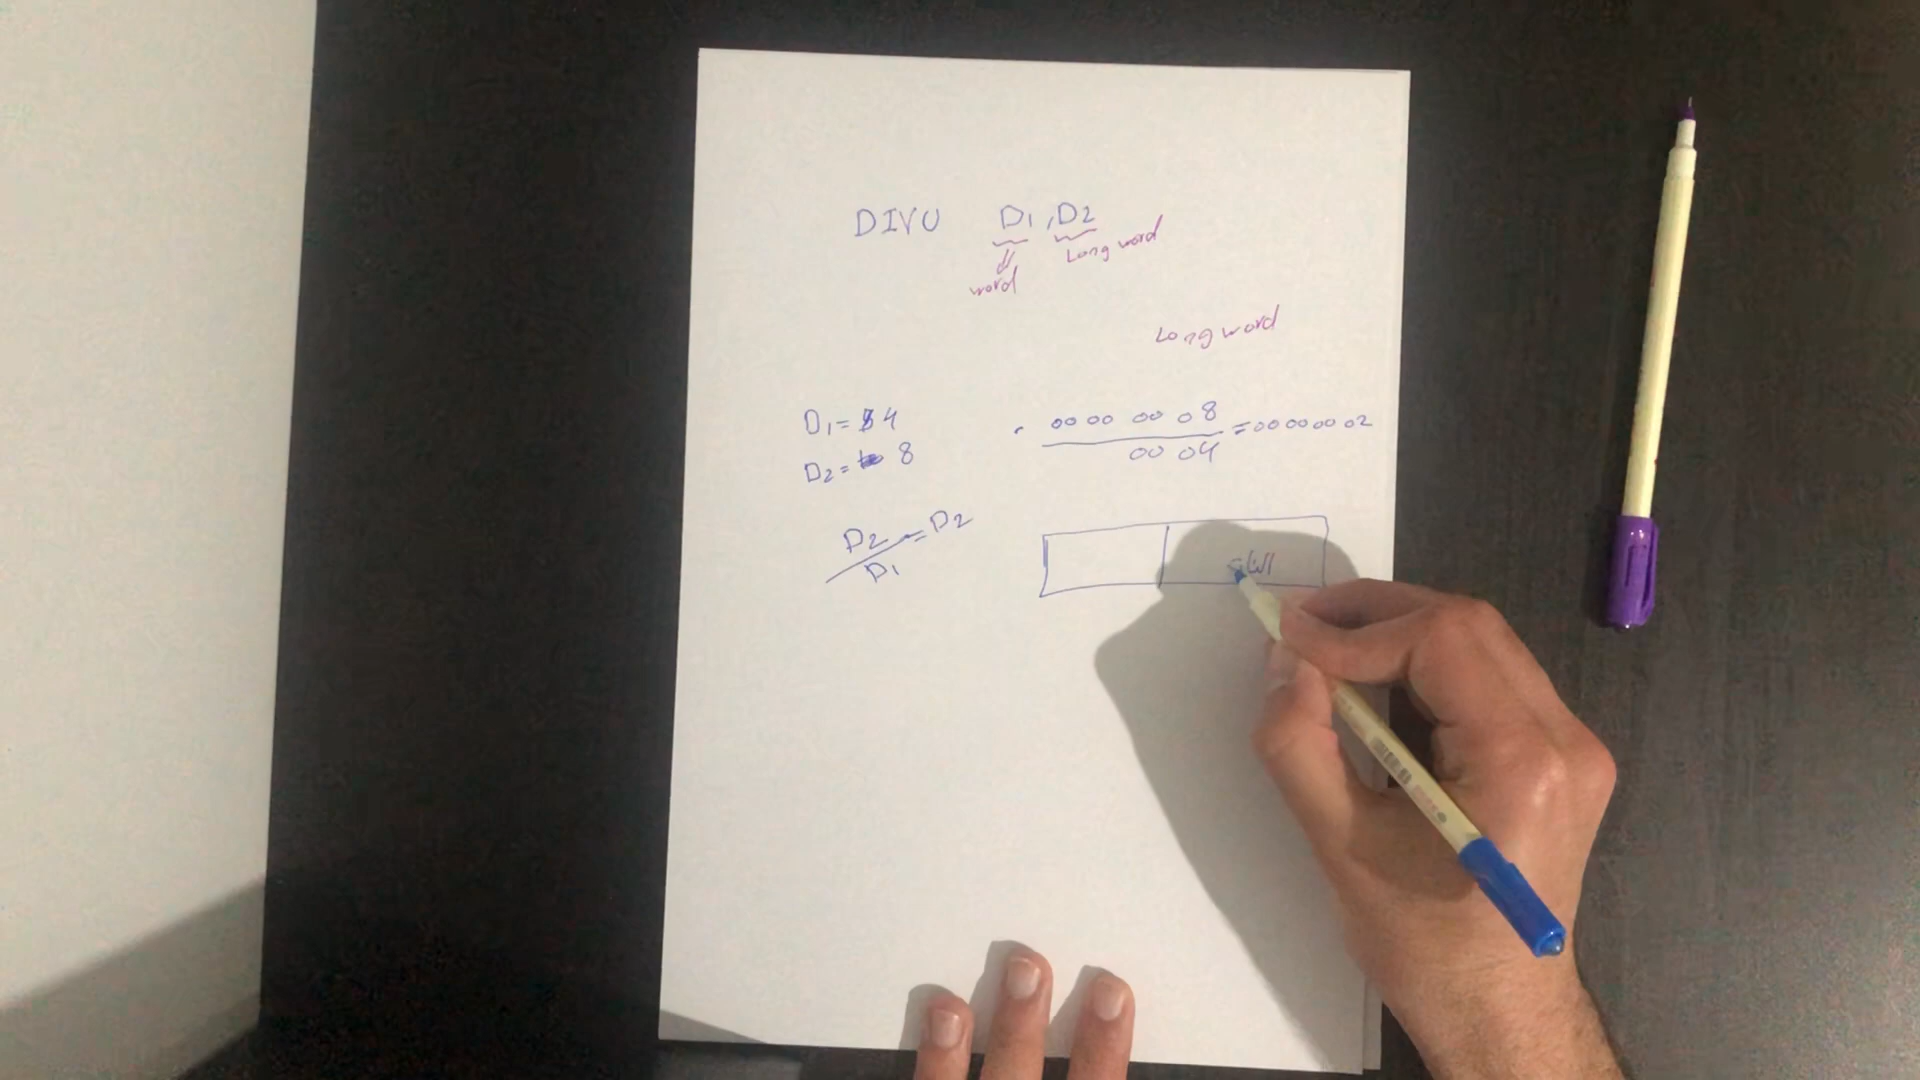 DIVU D1, D2
word Long word
Long word
D1 = 4
D2 = 8
00 00 00 08 / 00 04 = 00 00 00 02
D2 / D1 = D2